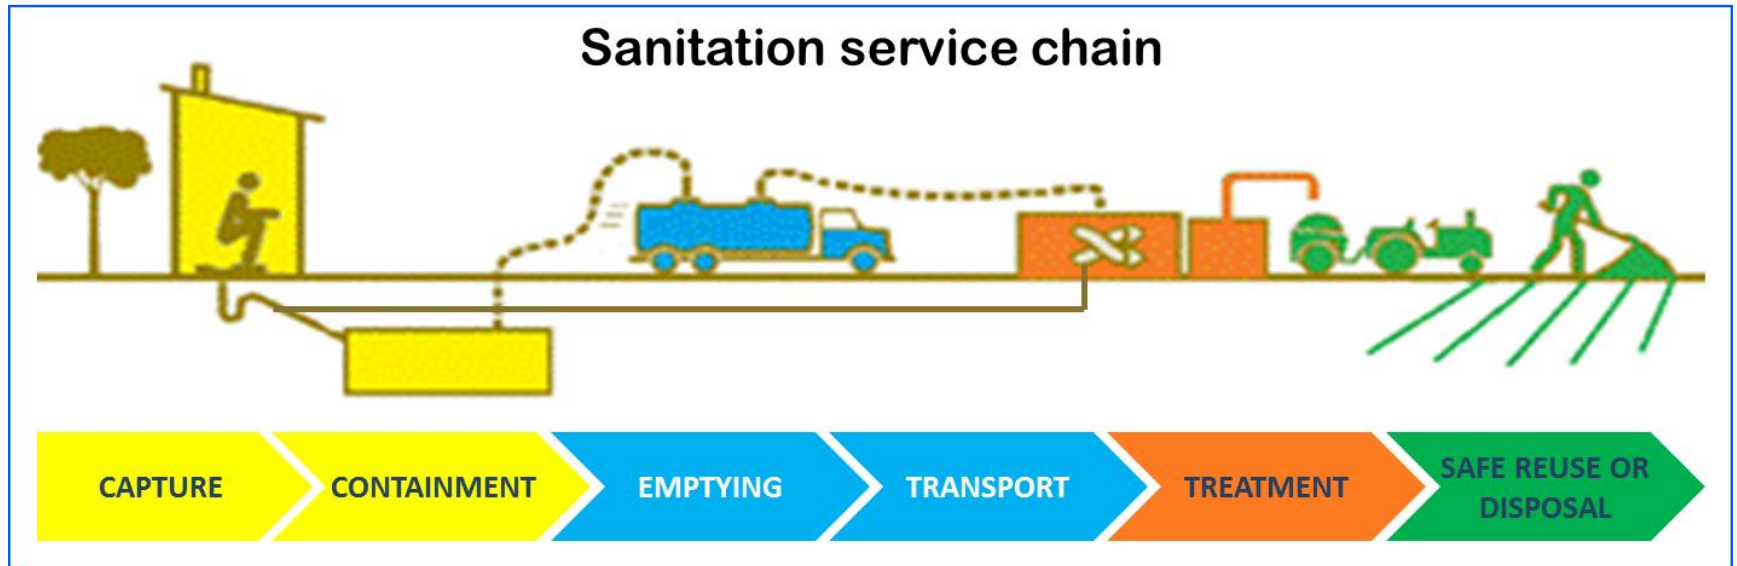 Sanitation service chain
CAPTURE
CONTAINMENT
EMPTYING
TRANSPORT
TREATMENT
SAFE REUSE OR
DISPOSAL